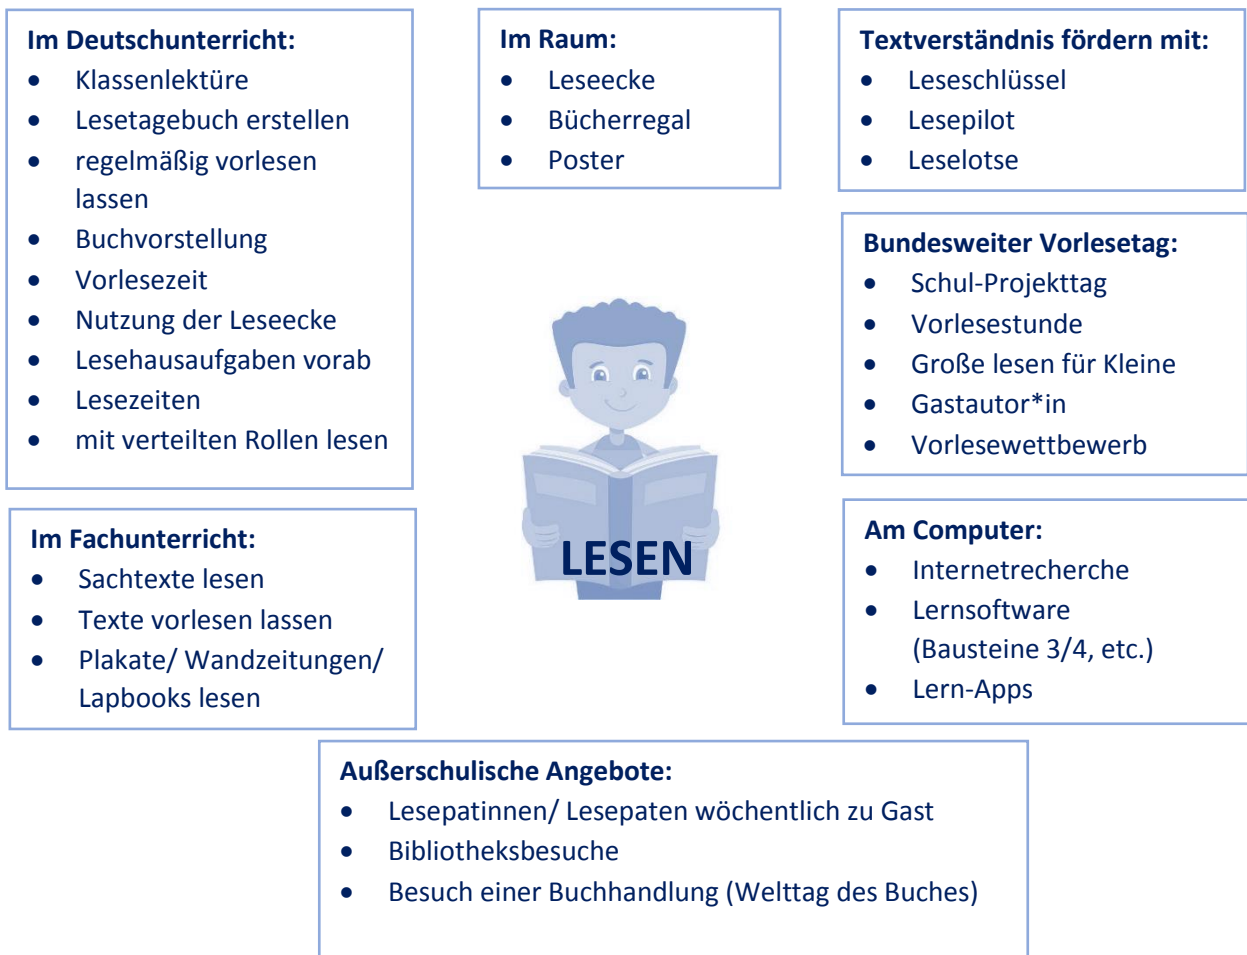 Im Deutschunterricht:
• Klassenlektüre
• Lesetagebuch erstellen
• regelmäßig vorlesen
lassen
• Buchvorstellung
• Vorlesezeit
• Nutzung der Leseecke
• Lesehausaufgaben vorab
• Lesezeiten
• mit verteilten Rollen lesen
Im Raum:
• Leseecke
• Bücherregal
• Poster
Textverständnis fördern mit:
• Leseschlüssel
• Lesepilot
• Leselotse
Bundesweiter Vorlesetag:
• Schul-Projekttag
• Vorlesestunde
• Große lesen für Kleine
• Gastautor*in
• Vorlesewettbewerb
LESEN
Im Fachunterricht:
• Sachtexte lesen
• Texte vorlesen lassen
• Plakate/ Wandzeitungen/
Lapbooks lesen
Am Computer:
• Internetrecherche
• Lernsoftware
(Bausteine 3/4, etc.)
• Lern-Apps
Außerschulische Angebote:
• Lesepatinnen/ Lesepaten wöchentlich zu Gast
• Bibliotheksbesuche
• Besuch einer Buchhandlung (Welttag des Buches)